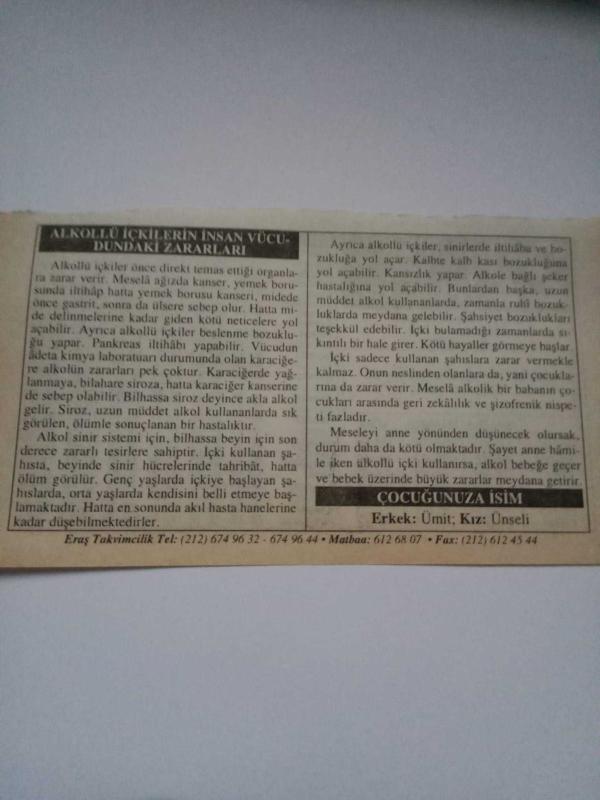 ALKOLLÜ İÇKİLERİN İNSAN VÜCU-
DUNDAKİ ZARARLARI
Alkollü içkiler önce direkt temas ettiği organla-
ra zarar verir. Meselâ ağızda kanser, yemek boru-
sunda iltihâp hatta yemek borusu kanseri, midede
önce gastrit, sonra da ülsere sebep olur. Hatta mi-
de delinmelerine kadar giden kötü neticelere yol
açabilir. Ayrıca alkollü içkiler beslenme bozuklu-
ğu yapar. Pankreas iltihâbı yapabilir. Vücudun
âdeta kimya laboratuarı durumunda olan karaciğe-
re alkolün zararları pek çoktur. Karaciğerde yağ-
lanmaya, bilahare siroza, hatta karaciğer kanserine
de sebep olabilir. Bilhassa siroz deyince akla alkol
gelir. Siroz, uzun müddet alkol kullananlarda sık
görülen, ölümle sonuçlanan bir hastalıktır.
Alkol sinir sistemi için, bilhassa beyin için son
derece zararlı tesirlere sahiptir. İçki kullanan şa-
hısta, beyinde sinir hücrelerinde tahribât, hatta
ölüm görülür. Genç yaşlarda içkiye başlayan şa-
hıslarda, orta yaşlarda kendisini belli etmeye baş-
lamaktadır. Hatta en sonunda akıl hasta hanelerine
kadar düşebilmektedirler.
Ayrıca alkollü içkiler, sinirlerde iltihâba ve bo-
zukluğa yol açar. Kalbte kalb kası bozukluğuna
yol açabilir. Kansızlık yapar. Alkole bağlı şeker
hastalığına yol açabilir. Bunlardan başka, uzun
müddet alkol kullananlarda, zamanla ruhî bozuk-
luklarda meydana gelebilir. Şahsiyet bozuklukları
teşekkül edebilir. İçki bulamadığı zamanlarda sı-
kıntılı bir hale girer. Kötü hayaller görmeye başlar.
İçki sadece kullanan şahıslara zarar vermekle
kalmaz. Onun neslinden olanlara da, yani çocukla-
rına da zarar verir. Meselâ alkolik bir babanın ço-
cukları arasında geri zekâlılık ve şizofrenik nispe-
ti fazladır.
Meseleyi anne yönünden düşünecek olursak,
durum daha da kötü olmaktadır. Şayet anne hâmi-
le iken ülkollü içki kullanırsa, alkol bebeğe geçer
ve bebek üzerinde büyük zararlar meydana getirir.
ÇOCUĞUNUZA İSİM
Erkek: Ümit; Kız: Ünseli
Eraş Takvimcilik Tel: (212) 674 96 32 - 674 96 44 • Matbaa: 612 68 07 • Fax: (212) 612 45 44